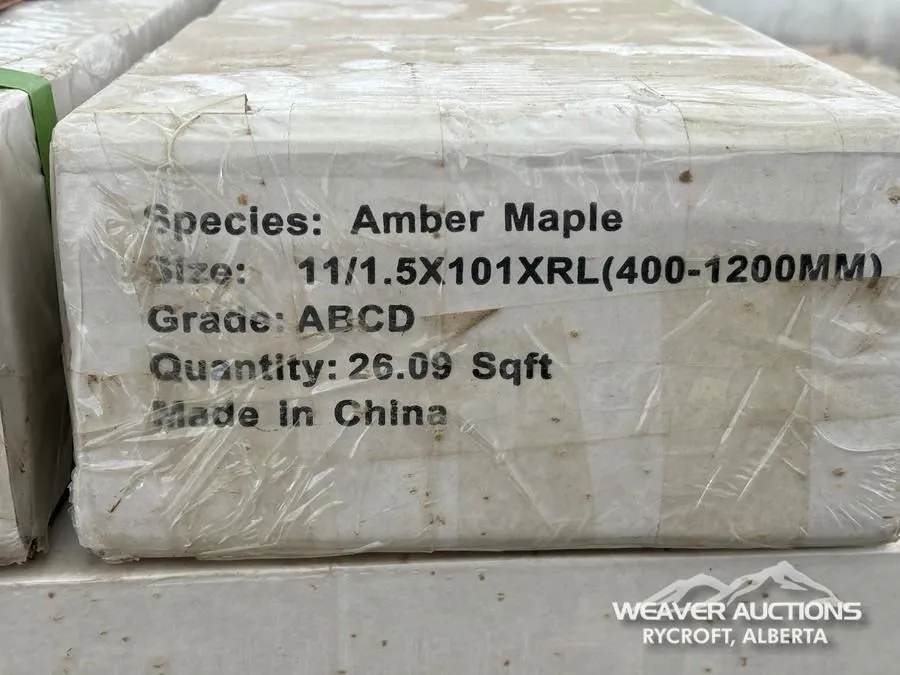 Species: Amber Maple
Size: 11/1.5X101XRL(400-1200MM)
Grade: ABCD
Quantity: 26.09 Sqft
Made in China
WEAVER AUCTIONS
RYCROFT, ALBERTA